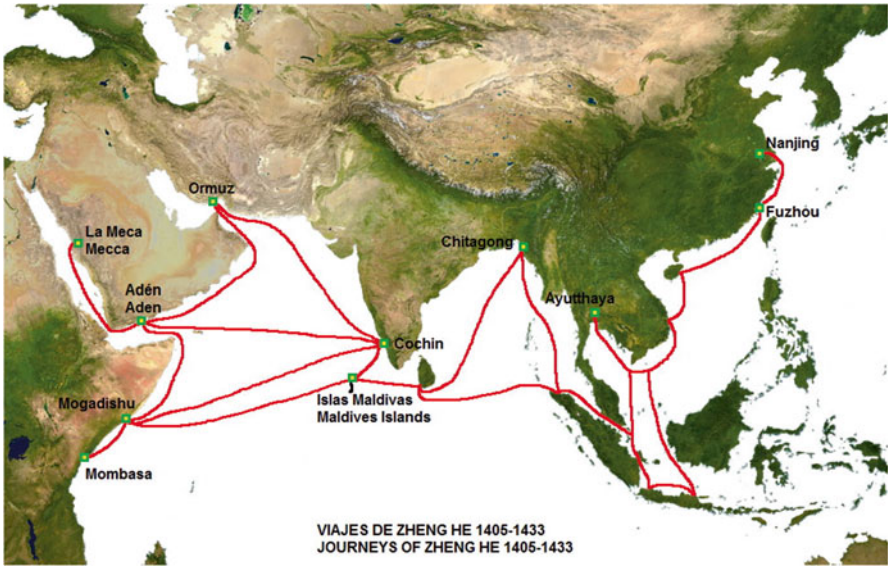 Nanjing
Ormuz
Fuzhou
La Meca
Mecca
Chitagong
Adén
Aden
Ayutthaya
Cochin
Islas Maldivas
Maldives Islands
Mogadishu
Mombasa
VIAJES DE ZHENG HE 1405-1433
JOURNEYS OF ZHENG HE 1405-1433